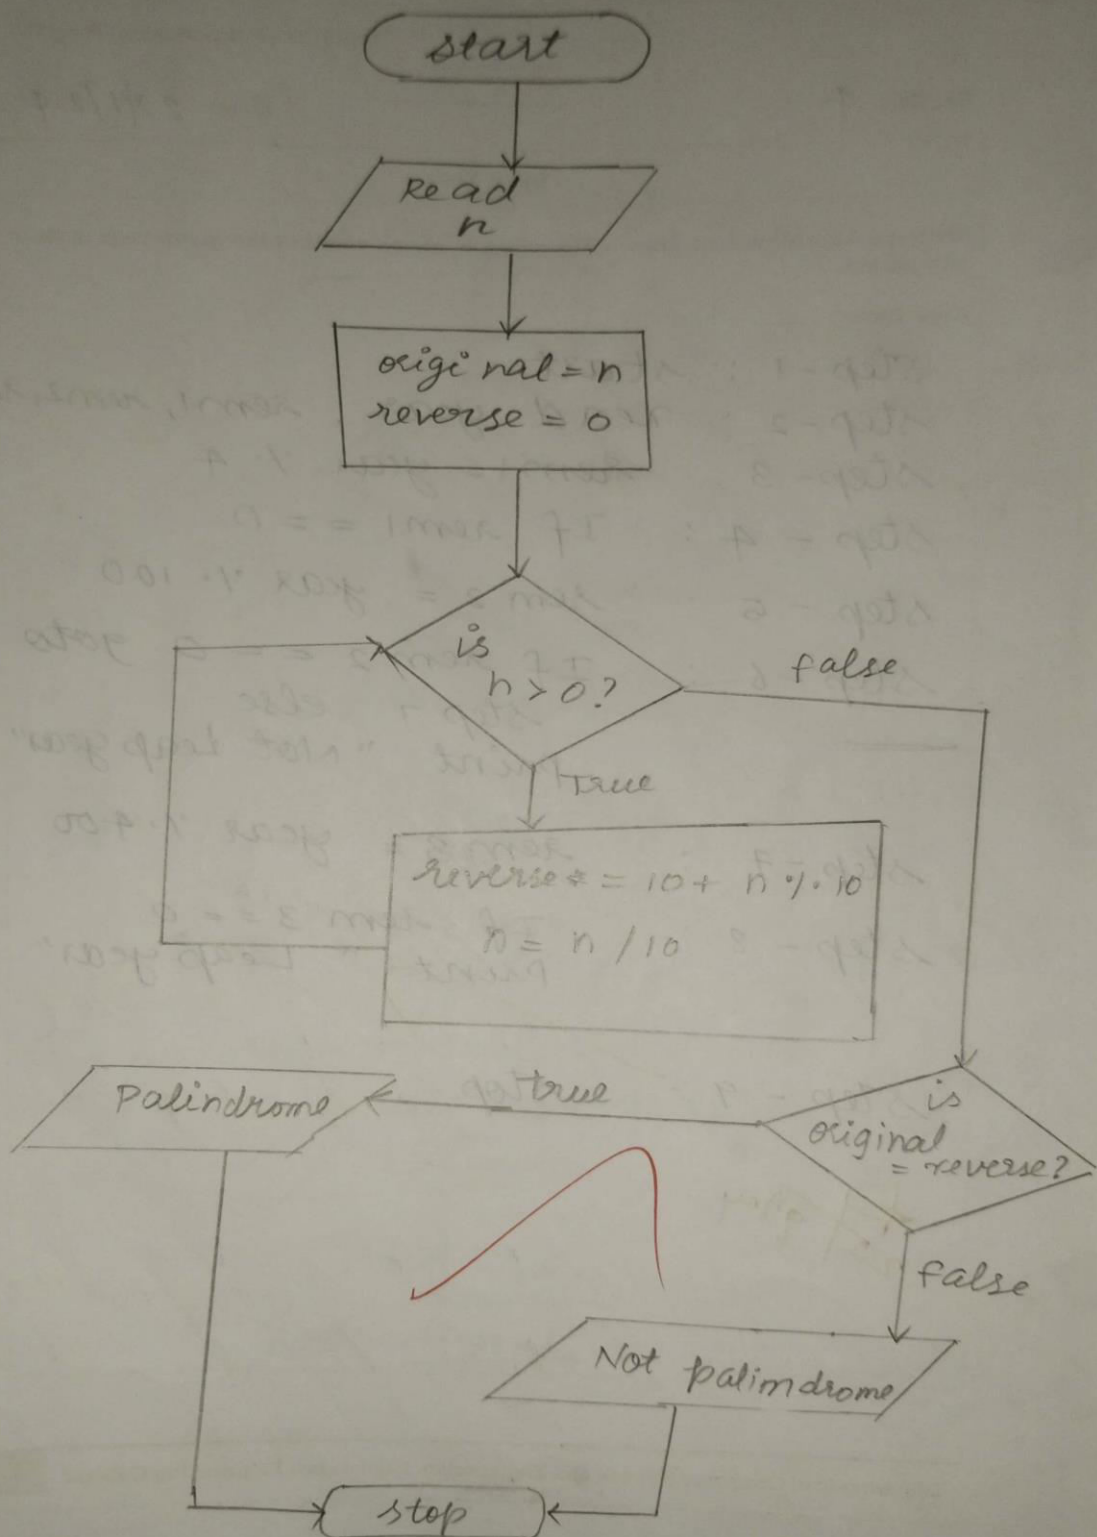 start
Read
n
original = n
reverse = 0
is
n > 0?
false
true
reverse * = 10 + n % 10
n = n / 10
is
original
= reverse?
true
Palindrome
false
Not palindrome
stop